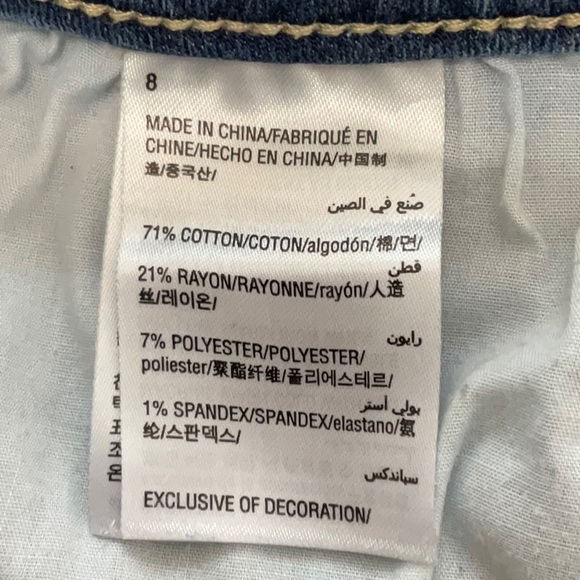 8
MADE IN CHINA/FABRIQUÉ EN
CHINE/HECHO EN CHINA/中国制
造/중국산/
صُنع في الصين
71% COTTON/COTON/algodón/棉/면/
قطن
21% RAYON/RAYONNE/rayón/人造
丝/레이온/
رايون
7% POLYESTER/POLYESTER/
poliester/聚酯纤维/폴리에스테르/
بولي أستر
1% SPANDEX/SPANDEX/elastano/氨
纶/스판덱스/
سباندكس
EXCLUSIVE OF DECORATION/